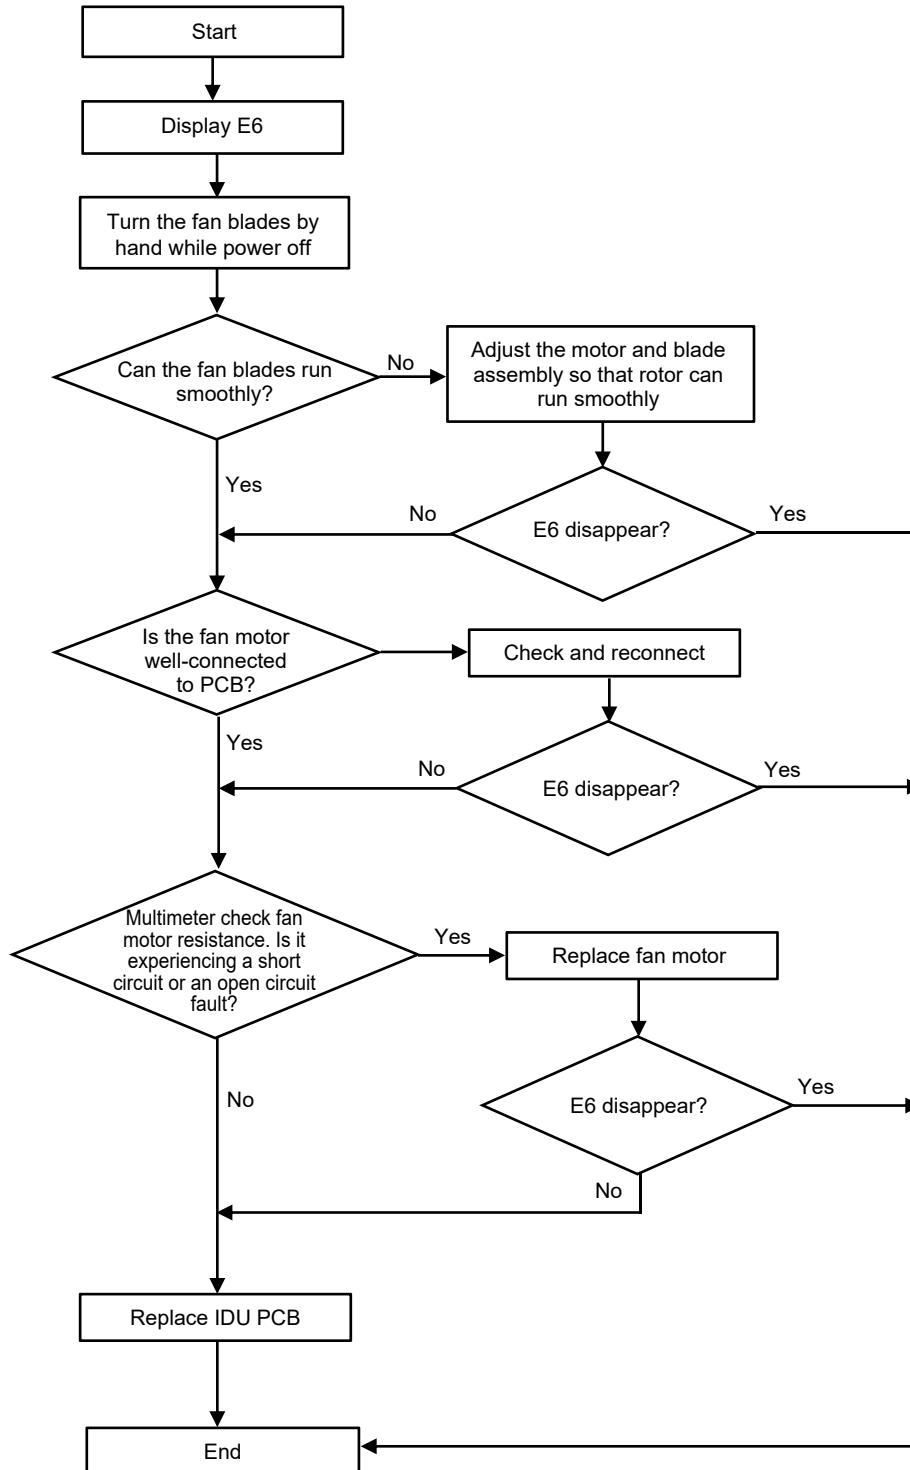 Start
Display E6
Turn the fan blades by
hand while power off
Can the fan blades run
smoothly?
No
Adjust the motor and blade
assembly so that rotor can
run smoothly
Yes
No
E6 disappear?
Yes
Is the fan motor
well-connected
to PCB?
Check and reconnect
Yes
No
E6 disappear?
Yes
Multimeter check fan
motor resistance. Is it
experiencing a short
circuit or an open circuit
fault?
Yes
Replace fan motor
No
E6 disappear?
Yes
No
Replace IDU PCB
End